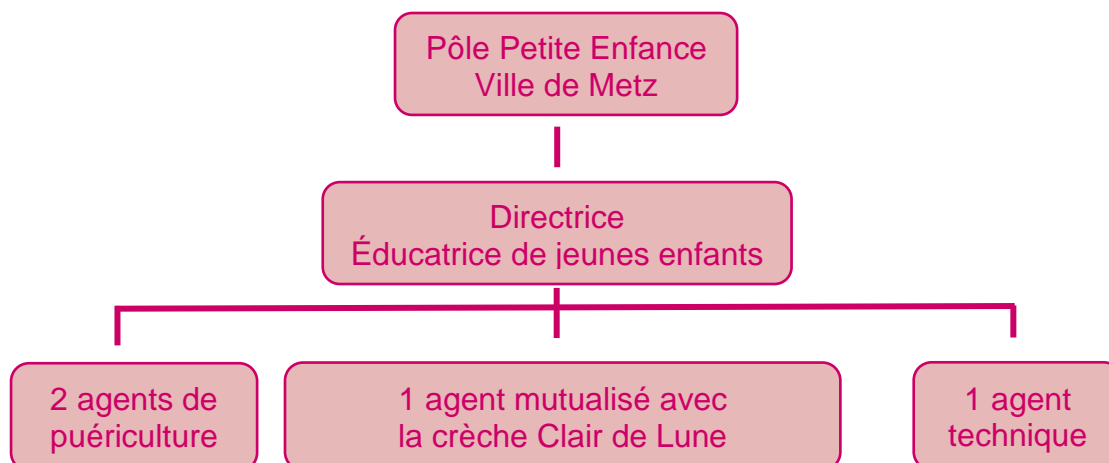 Pôle Petite Enfance
Ville de Metz
Directrice
Éducatrice de jeunes enfants
2 agents de
puériculture
1 agent mutualisé avec
la crèche Clair de Lune
1 agent
technique